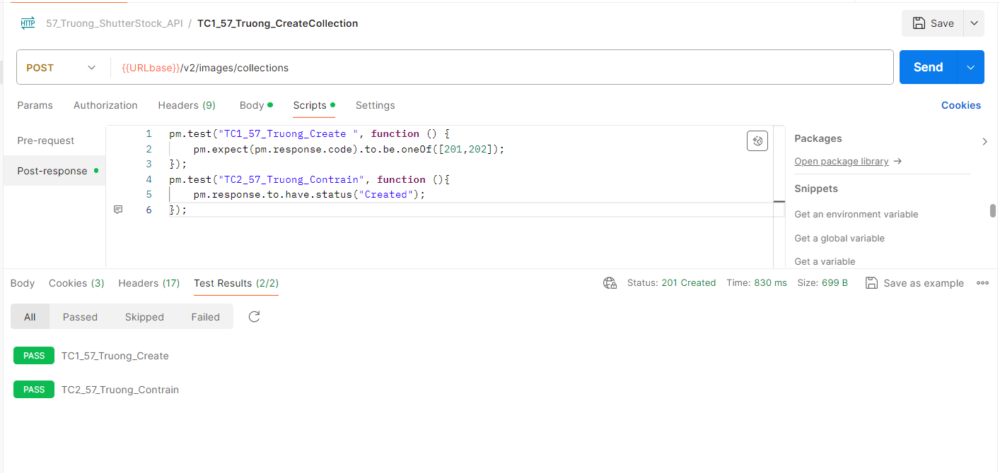 HTTP 57_Truong_ShutterStock_API / TC1_57_Truong_CreateCollection Save
POST {{URLbase}}/v2/images/collections Send
Params Authorization Headers (9) Body Scripts Settings Cookies
Pre-request
Post-response
1 pm.test("TC1_57_Truong_Create ", function () {
2 pm.expect(pm.response.code).to.be.oneOf([201,202]);
3 });
4 pm.test("TC2_57_Truong_Contrain", function (){
5 pm.response.to.have.status("Created");
6 });
Packages
Open package library →
Snippets
Get an environment variable
Get a global variable
Get a variable
Body Cookies (3) Headers (17) Test Results (2/2) Status: 201 Created Time: 830 ms Size: 699 B Save as example
All Passed Skipped Failed
PASS TC1_57_Truong_Create
PASS TC2_57_Truong_Contrain